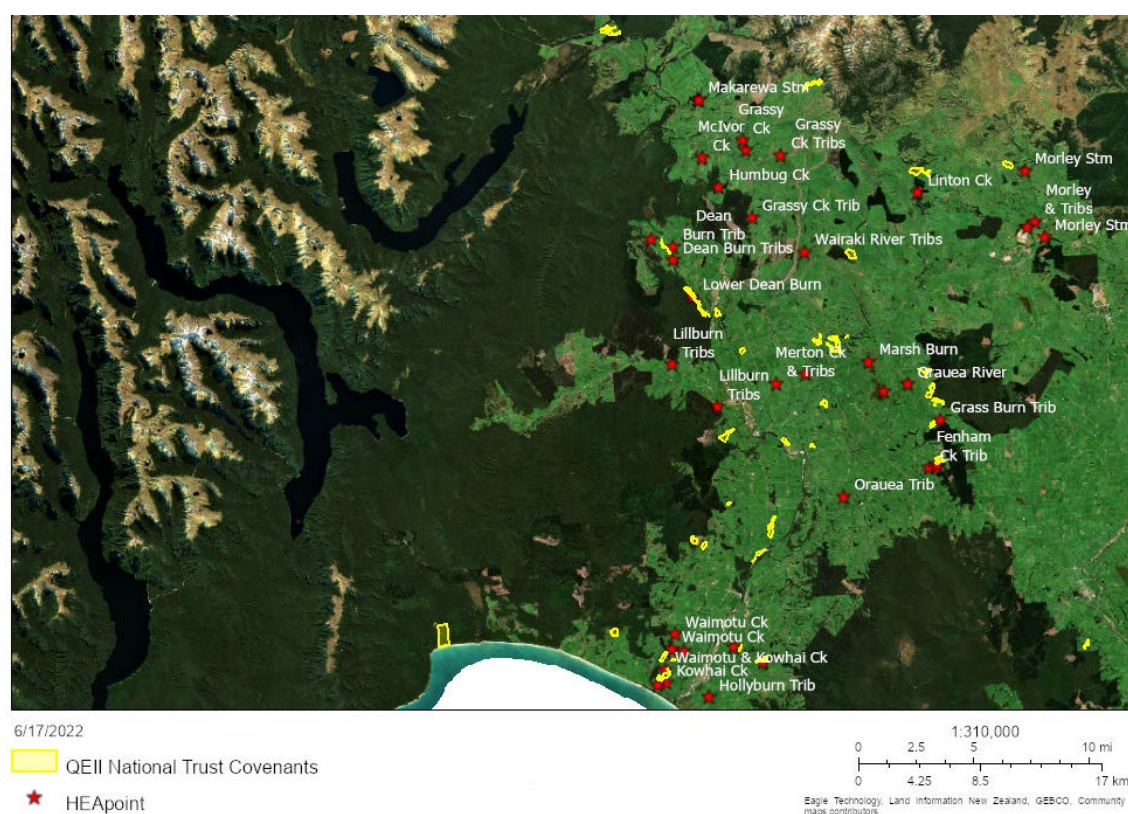 Makarewa Stm
Grassy
Ck
McIvor
Ck
Grassy
Ck Tribs
Humbug Ck
Linton Ck
Morley Stm
Morley
& Tribs
Morley Stm
Grassy Ck Trib
Dean
Burn Trib
Dean Burn Tribs
Wairaki River Tribs
Lower Dean Burn
Lillburn
Tribs
Merton Ck
& Tribs
Marsh Burn
Lillburn
Tribs
Orauea River
Grass Burn Trib
Fenham
Ck Trib
Orauea Trib
Waimotu Ck
Waimotu Ck
Waimotu & Kowhai Ck
Kowhai Ck
Hollyburn Trib
6/17/2022
1:310,000
0 2.5 5 10 mi
0 4.25 8.5 17 km
QEII National Trust Covenants
HEApoint
Eagle Technology, Land Information New Zealand, GEBCO, Community
maps contributors